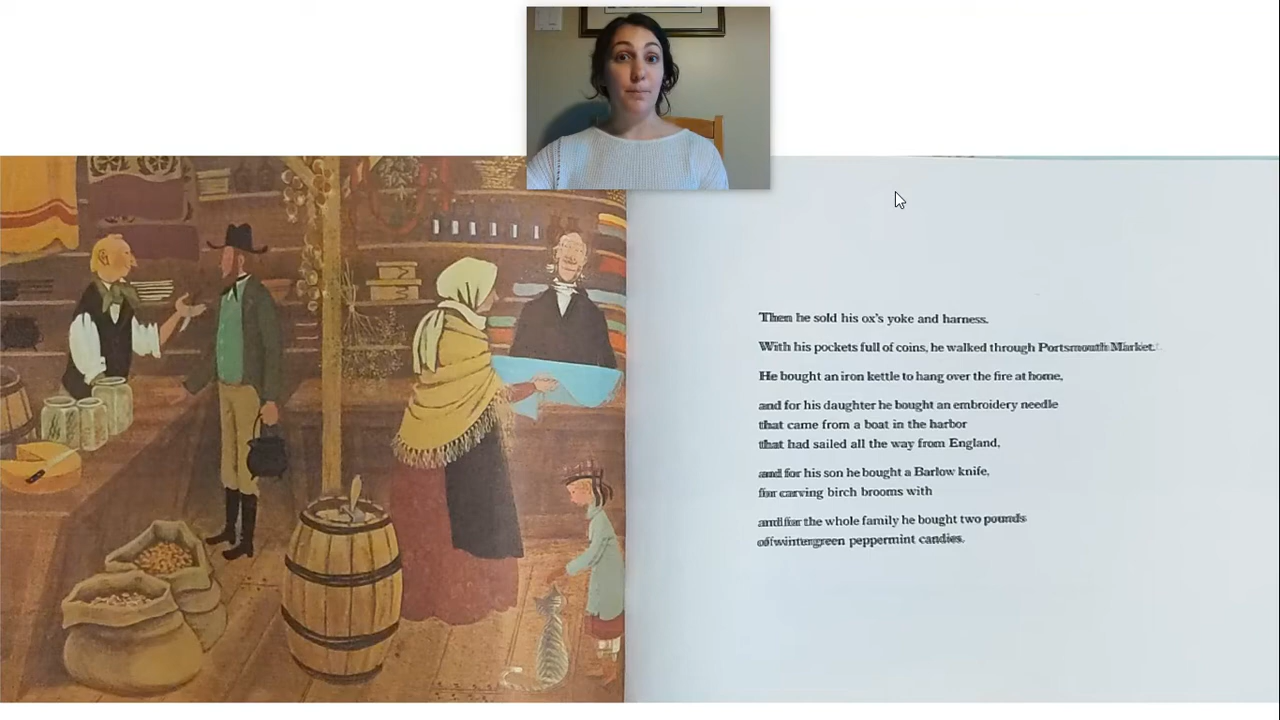 Then he sold his ox's yoke and harness.
With his pockets full of coins, he walked through Portsmouth Market.
He bought an iron kettle to hang over the fire at home,
and for his daughter he bought an embroidery needle
that came from a boat in the harbor
that had sailed all the way from England,
and for his son he bought a Barlow knife,
for carving birch brooms with
and for the whole family he bought two pounds
of wintergreen peppermint candies.